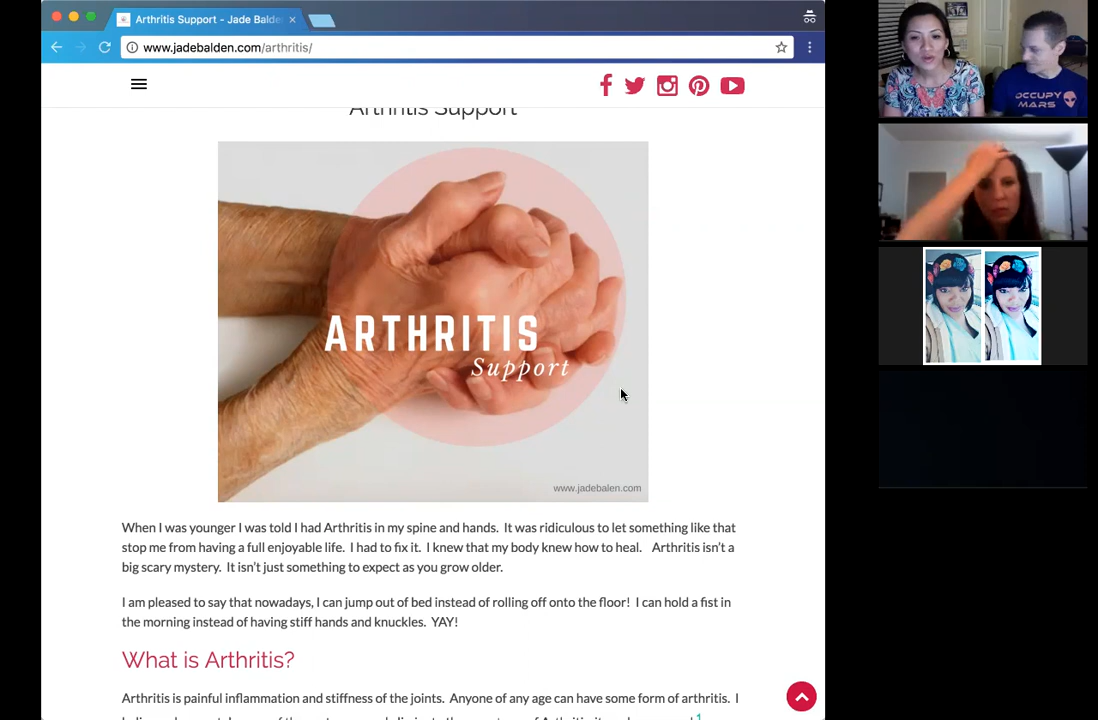 Arthritis Support - Jade Balde
www.jadebalden.com/arthritis/
Arthritis Support
ARTHRITIS
Support
www.jadebalen.com
When I was younger I was told I had Arthritis in my spine and hands. It was ridiculous to let something like that
stop me from having a full enjoyable life. I had to fix it. I knew that my body knew how to heal. Arthritis isn't a
big scary mystery. It isn't just something to expect as you grow older.
I am pleased to say that nowadays, I can jump out of bed instead of rolling off onto the floor! I can hold a fist in
the morning instead of having stiff hands and knuckles. YAY!
What is Arthritis?
Arthritis is painful inflammation and stiffness of the joints. Anyone of any age can have some form of arthritis. I
OCCUPY
MARS